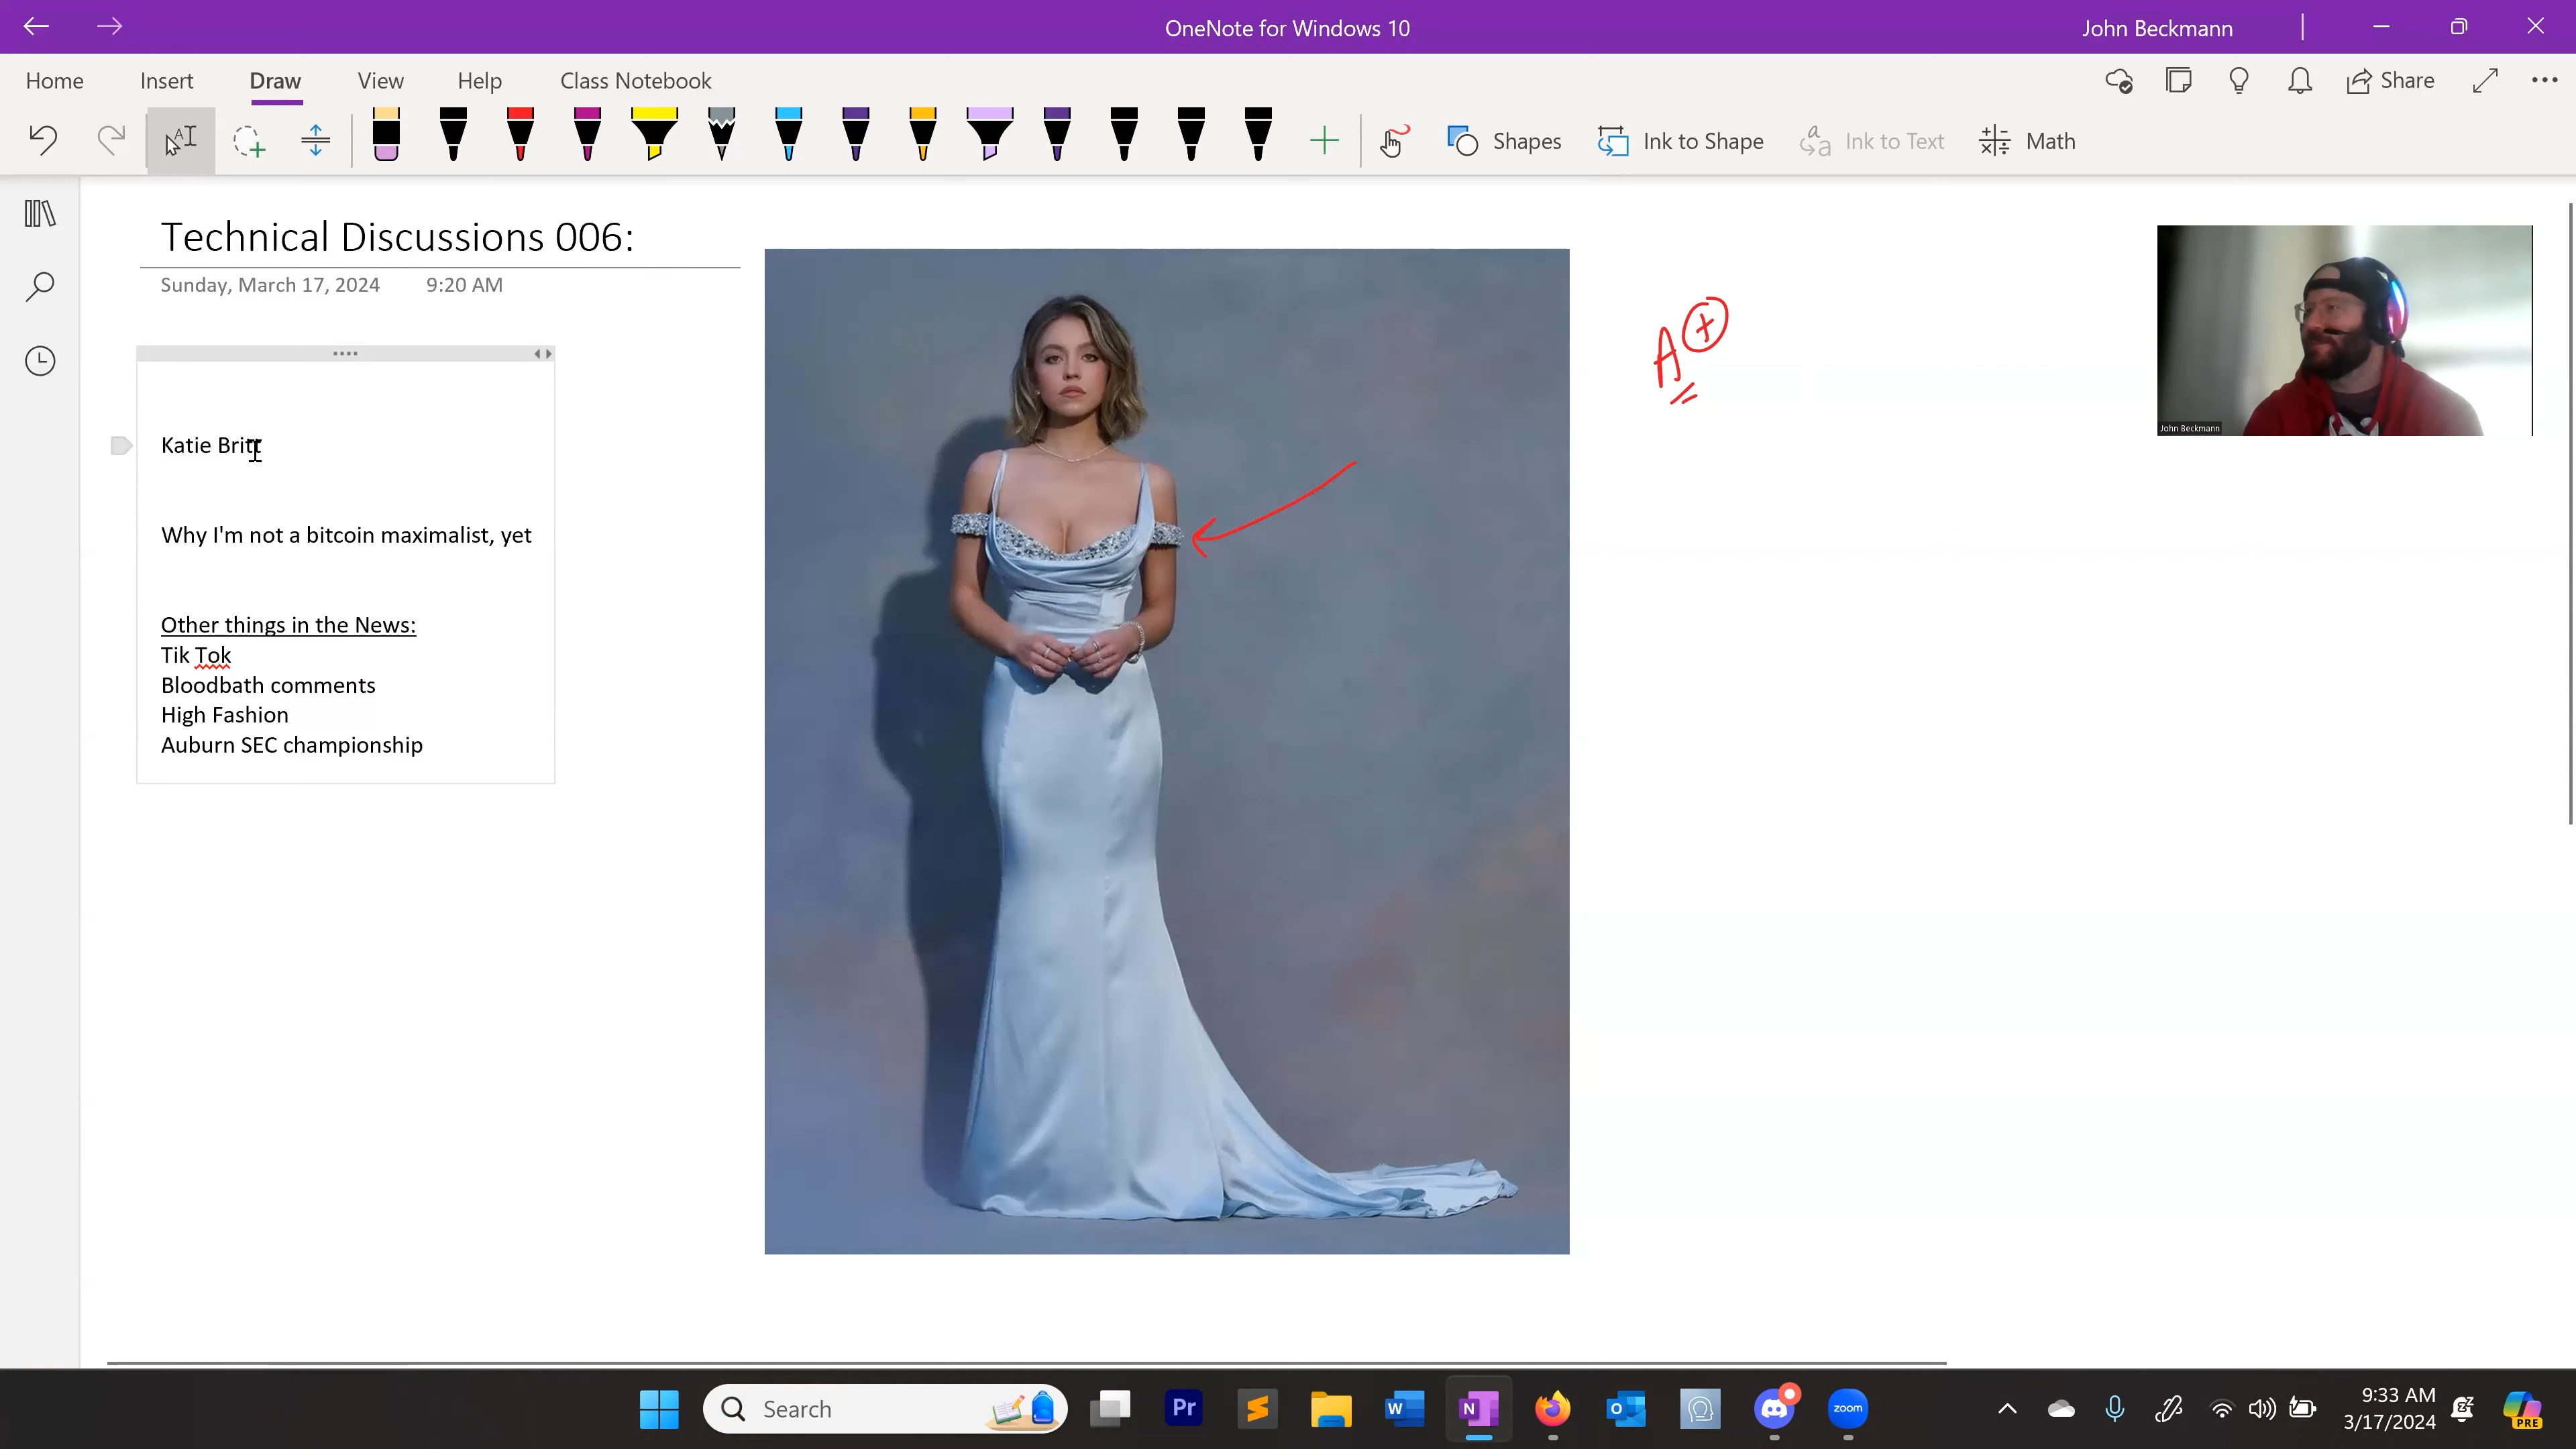 OneNote for Windows 10
John Beckmann
Home
Insert
Draw
View
Help
Class Notebook
Share
Shapes
Ink to Shape
Ink to Text
Math
Technical Discussions 006:
Sunday, March 17, 2024
9:20 AM
Katie Britt
Why I'm not a bitcoin maximalist, yet
Other things in the News:
Tik Tok
Bloodbath comments
High Fashion
Auburn SEC championship
A+
John Beckmann
Search
Pr
zoom
9:33 AM
3/17/2024
PRE